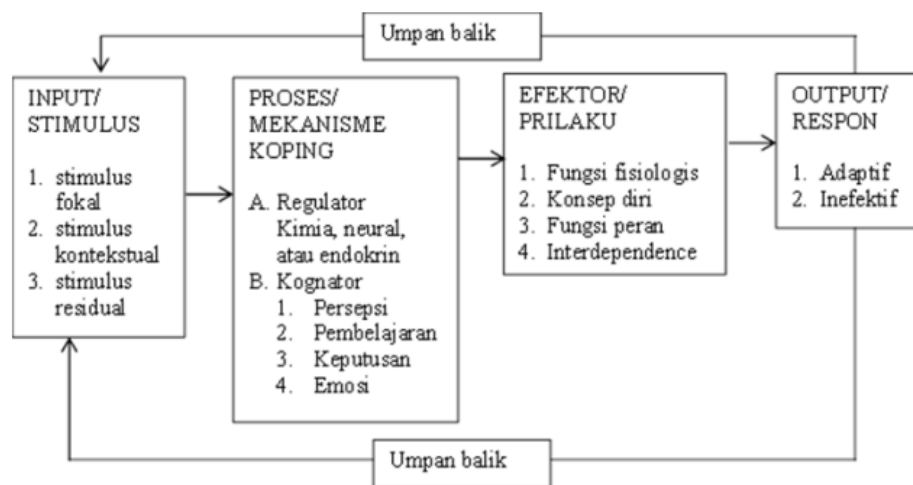 Umpan balik
INPUT/
STIMULUS
1. stimulus
fokal
2. stimulus
kontekstual
3. stimulus
residual
PROSES/
MEKANISME
KOPING
A. Regulator
Kimia, neural,
atau endokrin
B. Kognator
1. Persepsi
2. Pembelajaran
3. Keputusan
4. Emosi
EFEKTOR/
PRILAKU
1. Fungsi fisiologis
2. Konsep diri
3. Fungsi peran
4. Interdependence
OUTPUT/
RESPON
1. Adaptif
2. Inefektif
Umpan balik